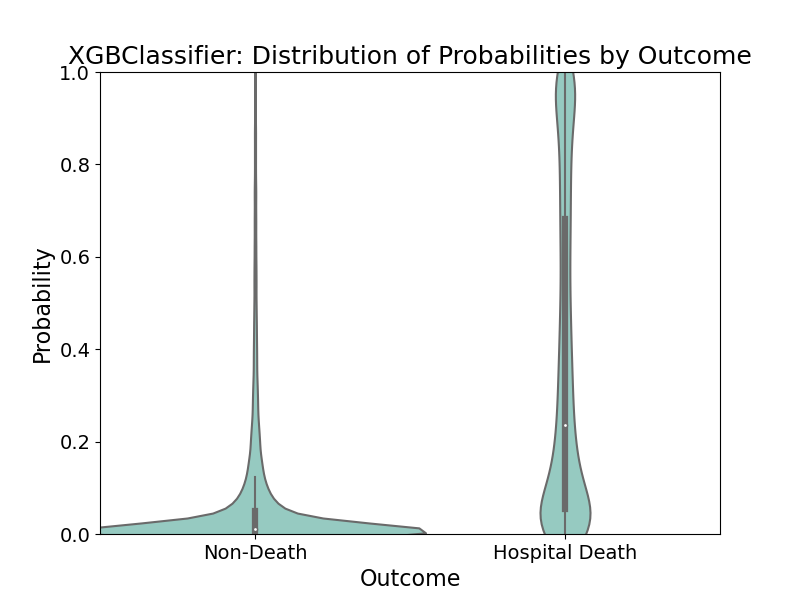 XGBClassifier: Distribution of Probabilities by Outcome
1.0
0.8
0.6
0.4
0.2
0.0
Probability
Non-Death
Hospital Death
Outcome